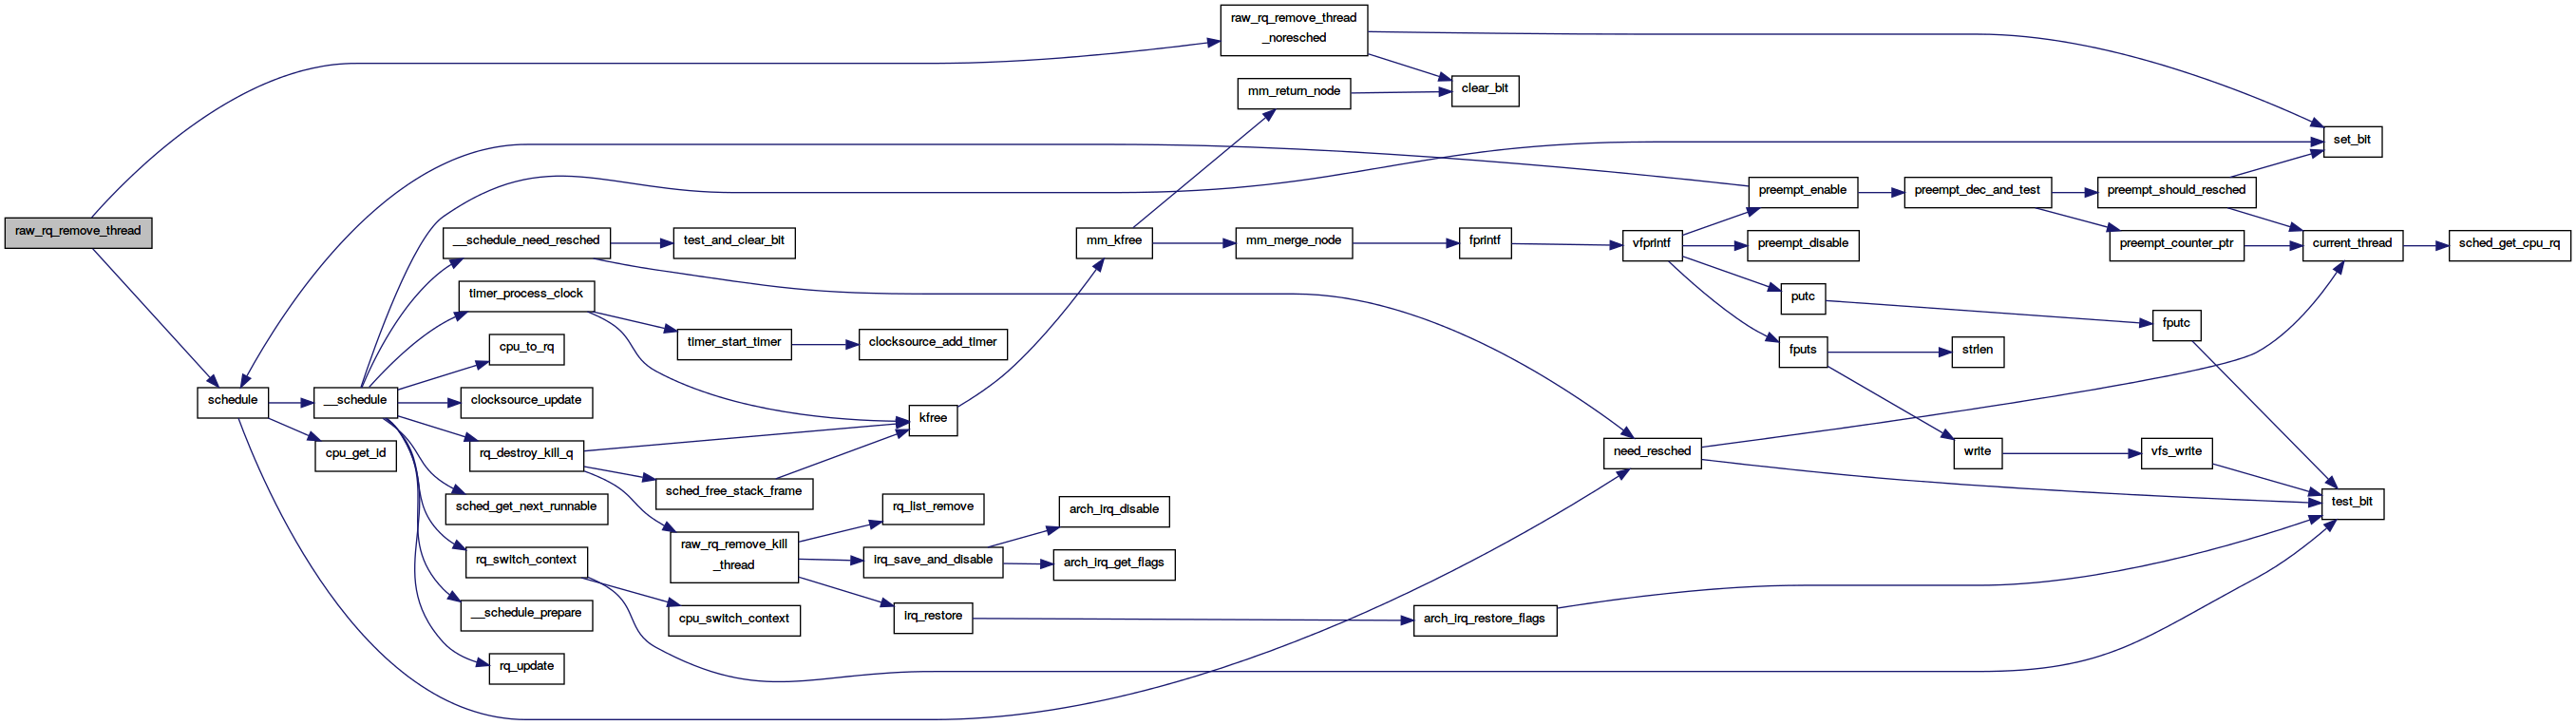 raw_rq_remove_thread
raw_rq_remove_thread
_noresched
mm_return_node
clear_bit
set_bit
__schedule_need_resched
test_and_clear_bit
mm_kfree
mm_merge_node
fprintf
vfprintf
preempt_enable
preempt_dec_and_test
preempt_should_resched
preempt_disable
preempt_counter_ptr
current_thread
sched_get_cpu_rq
timer_process_clock
putc
fputc
cpu_to_rq
timer_start_timer
clocksource_add_timer
fputs
strlen
schedule
__schedule
clocksource_update
kfree
cpu_get_id
rq_destroy_kill_q
need_resched
write
vfs_write
sched_get_next_runnable
sched_free_stack_frame
rq_list_remove
arch_irq_disable
test_bit
rq_switch_context
raw_rq_remove_kill
_thread
irq_save_and_disable
arch_irq_get_flags
__schedule_prepare
cpu_switch_context
irq_restore
arch_irq_restore_flags
rq_update